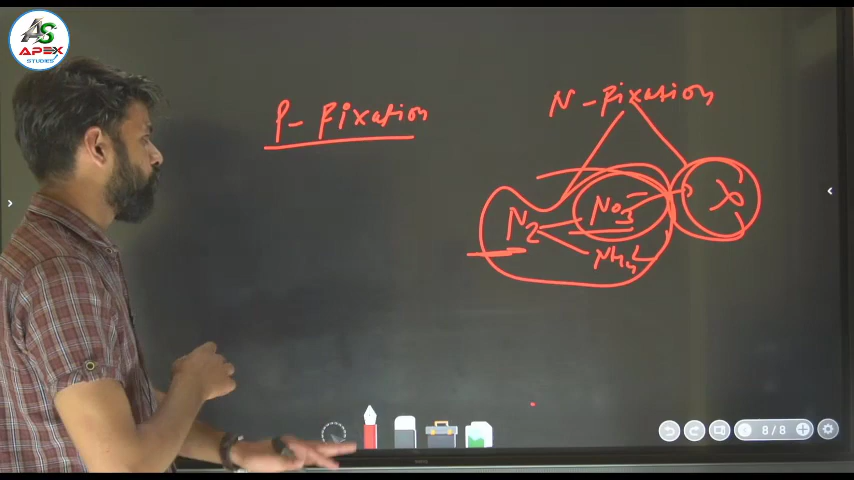 AS
APEX
STUDIES
P- Fixation
N-Fixation
N2
NO3-
NH4
8/8